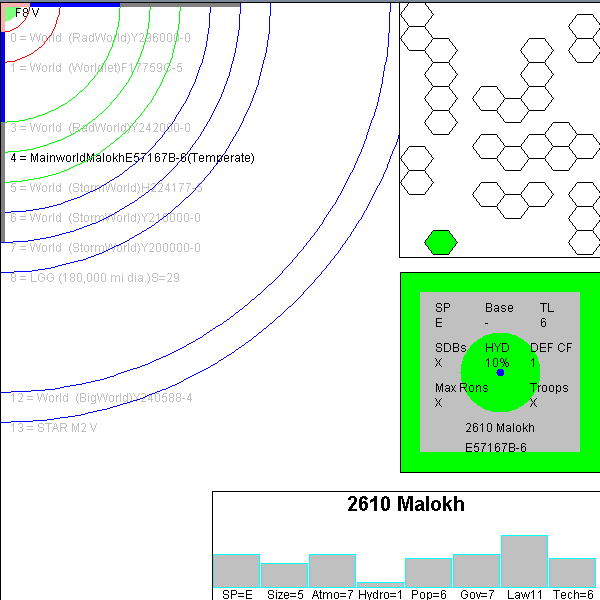 F8 V
0 = World  (RadWorld)Y296000-0
1 = World  (Worldlet)F17759C-5
3 = World  (RadWorld)Y242000-0
4 = MainworldMalokhE57167B-6(Temperate)
5 = World  (StormWorld)H224177-5
6 = World  (StormWorld)Y210000-0
7 = World  (StormWorld)Y200000-0
8 = LGG (180,000 mi dia.)S=29
12 = World  (BigWorld)Y240588-4
13 = STAR M2 V
SP Base TL
E - 6
SDBs HYD DEF CF
X 10% 1
Max Rons Troops
X X
2610 Malokh
E57167B-6
2610 Malokh
SP=E Size=5 Atmo=7 Hydro=1 Pop=6 Gov=7 Law11 Tech=6